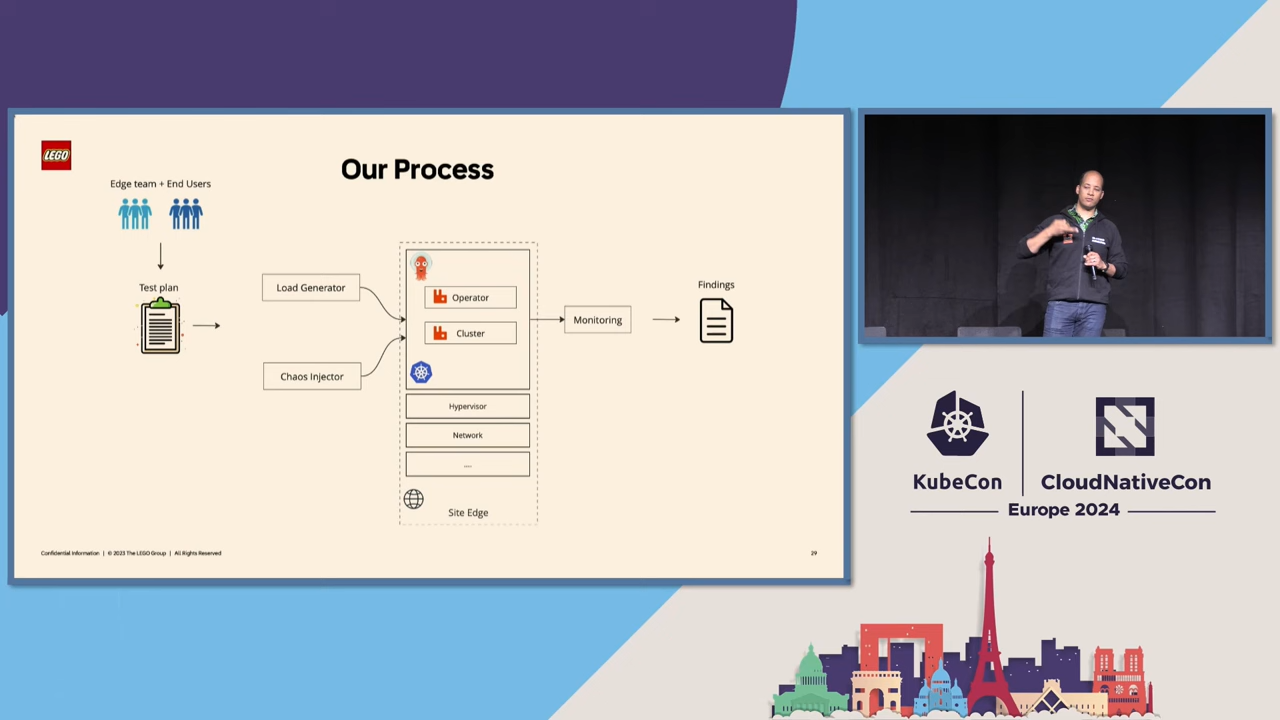 LEGO
Our Process
Edge team + End Users
Test plan
Load Generator
Chaos Injector
Operator
Cluster
Hypervisor
Network
....
Site Edge
Monitoring
Findings
Confidential Information | © 2023 The LEGO Group | All Rights Reserved
29
KubeCon
CloudNativeCon
Europe 2024